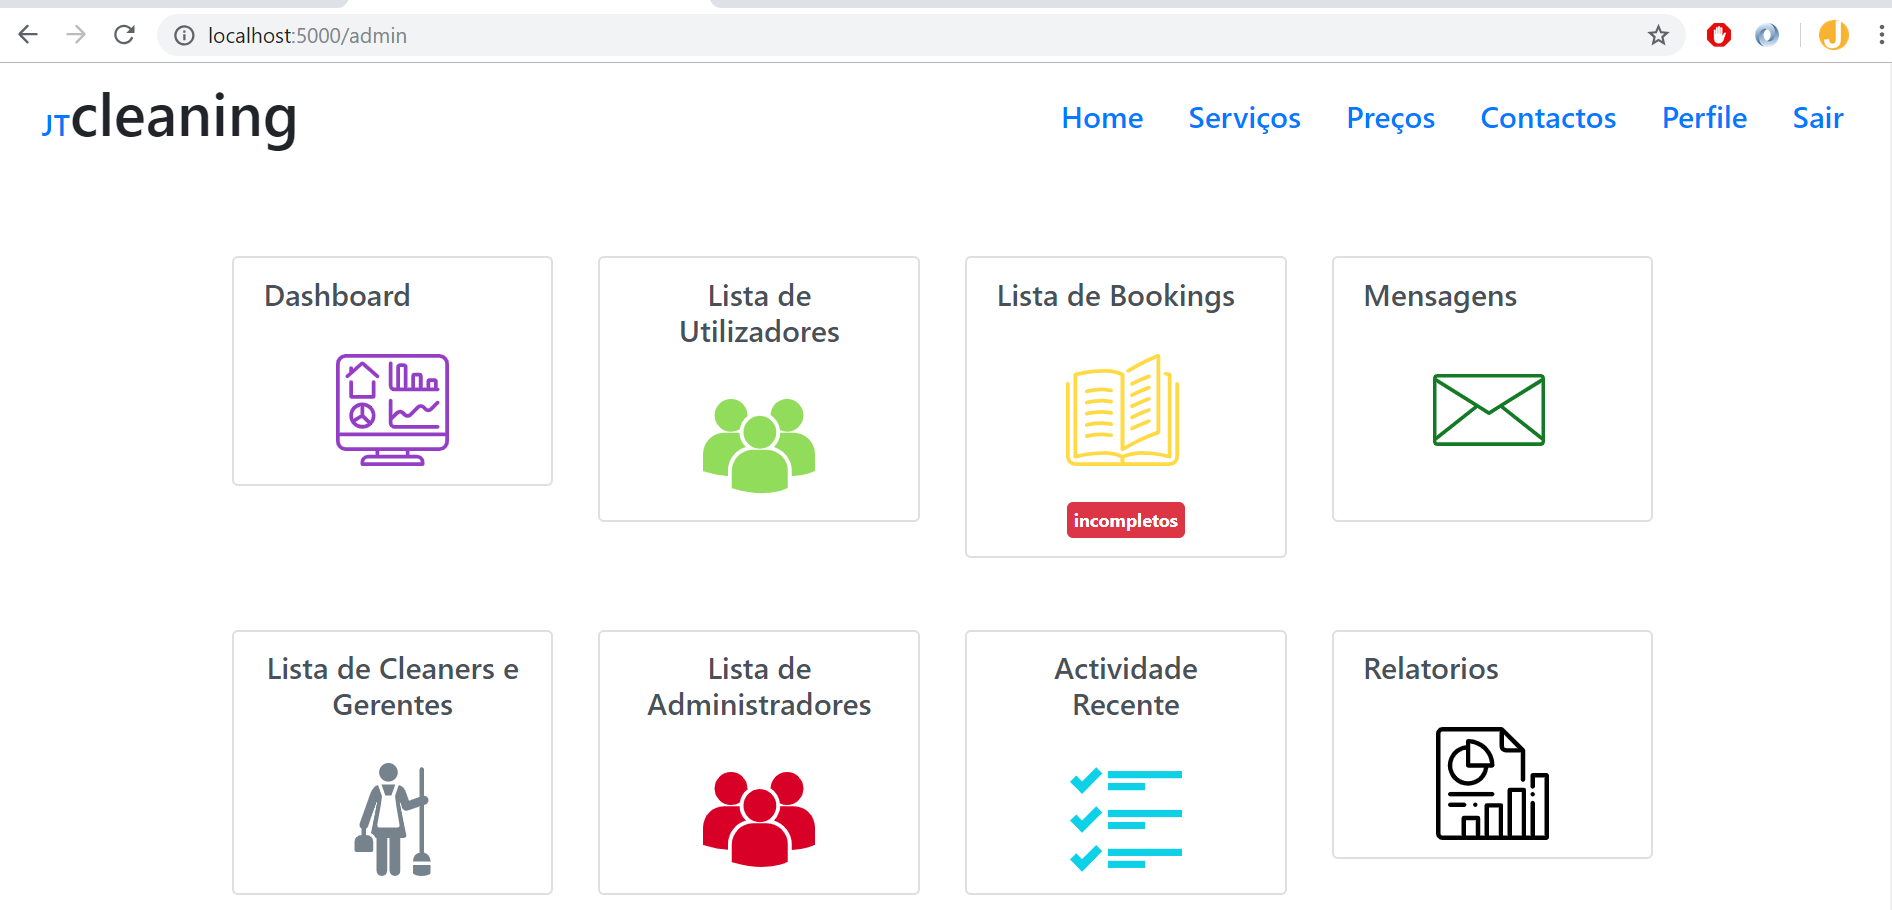 localhost:5000/admin
J
JTcleaning
Home Serviços Preços Contactos Perfile Sair
Dashboard
Lista de
Utilizadores
Lista de Bookings
incompletos
Mensagens
Lista de Cleaners e
Gerentes
Lista de
Administradores
Actividade
Recente
Relatorios